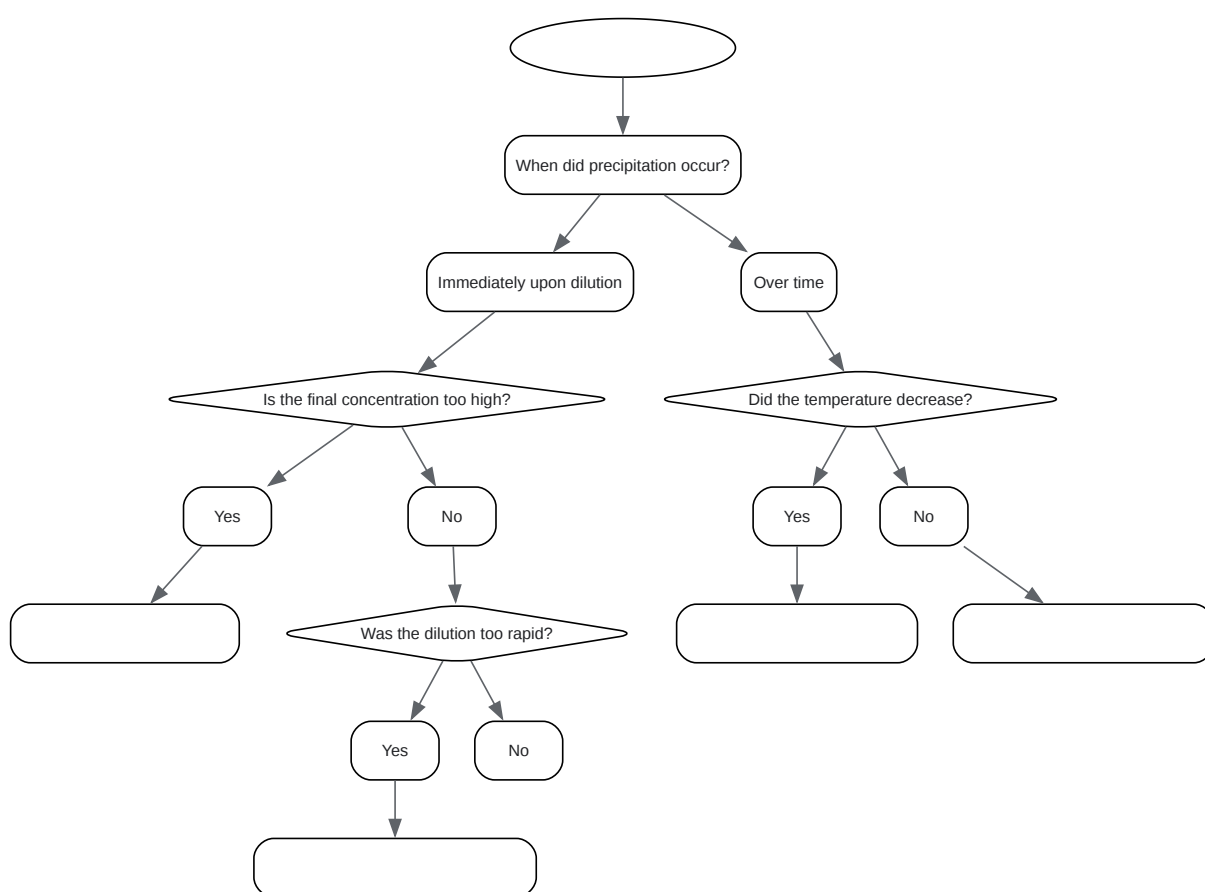 When did precipitation occur?
Immediately upon dilution
Over time
Is the final concentration too high?
Did the temperature decrease?
Yes
No
Yes
No
Was the dilution too rapid?
Yes
No